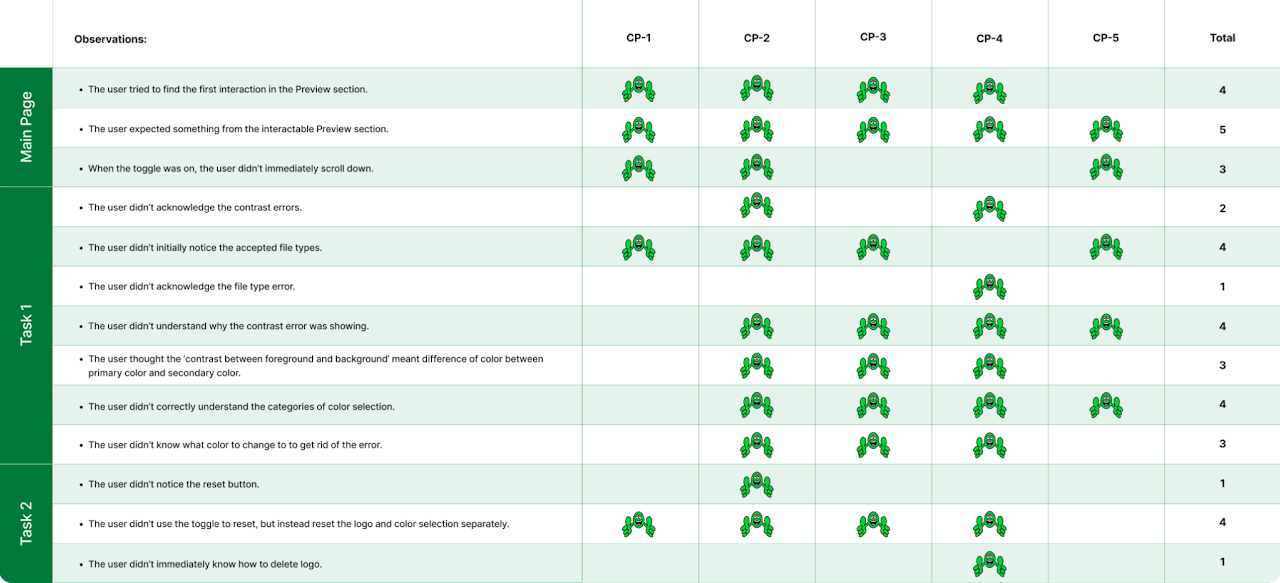 Observations: CP-1 CP-2 CP-3 CP-4 CP-5 Total
Main Page
• The user tried to find the first interaction in the Preview section. 4
• The user expected something from the interactable Preview section. 5
• When the toggle was on, the user didn't immediately scroll down. 3
Task 1
• The user didn't acknowledge the contrast errors. 2
• The user didn't initially notice the accepted file types. 4
• The user didn't acknowledge the file type error. 1
• The user didn't understand why the contrast error was showing. 4
• The user thought the 'contrast between foreground and background' meant difference of color between
primary color and secondary color. 3
• The user didn't correctly understand the categories of color selection. 4
• The user didn't know what color to change to to get rid of the error. 3
Task 2
• The user didn't notice the reset button. 1
• The user didn't use the toggle to reset, but instead reset the logo and color selection separately. 4
• The user didn't immediately know how to delete logo. 1